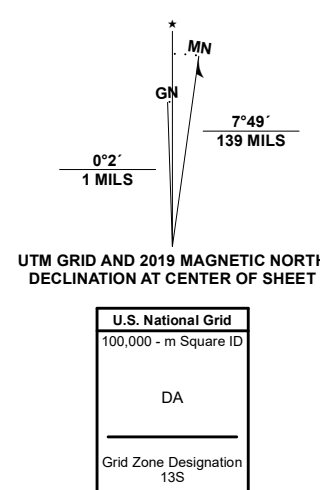 MN
GN
7°49´
139 MILS
0°2´
1 MILS
UTM GRID AND 2019 MAGNETIC NORTH
DECLINATION AT CENTER OF SHEET
U.S. National Grid
100,000 - m Square ID
DA
Grid Zone Designation
13S